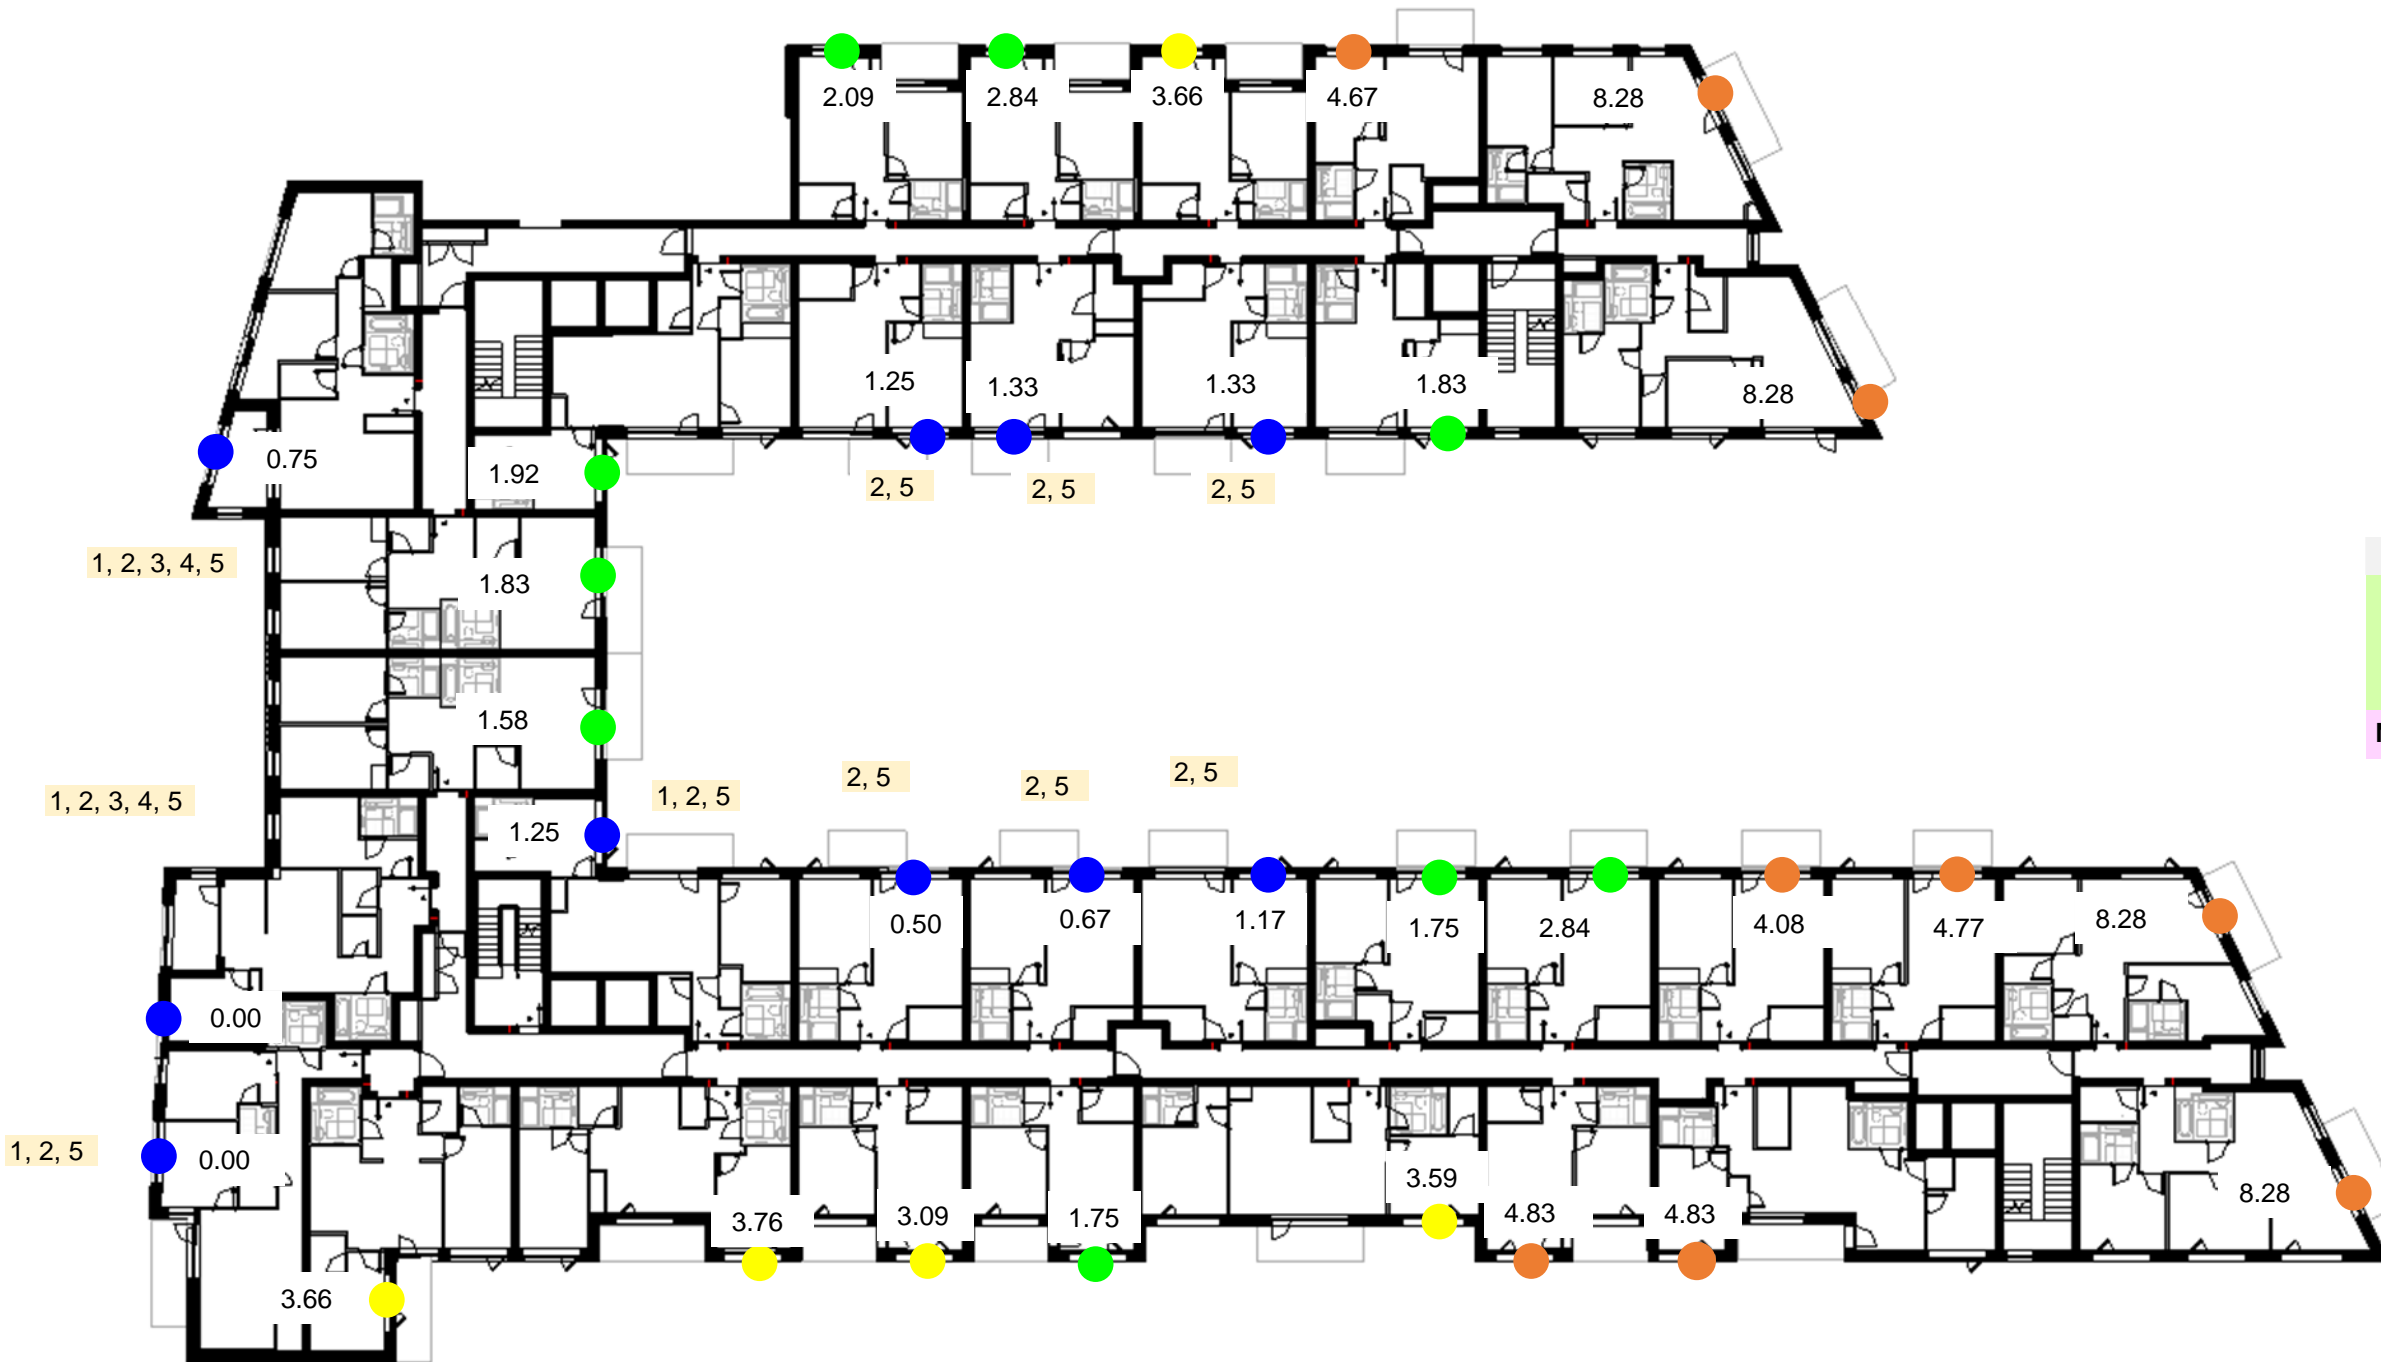 2.09 2.84 3.66 4.67 8.28
1.25 1.33 1.33 1.83 8.28
0.75 1.92
2, 5 2, 5 2, 5
1, 2, 3, 4, 5 1.83
1.58
1, 2, 3, 4, 5 1, 2, 5 2, 5 2, 5 2, 5
1.25
0.50 0.67 1.17 1.75 2.84 4.08 4.77 8.28
0.00
1, 2, 5 0.00
3.59 8.28
3.76 3.09 1.75 4.83 4.83
3.66